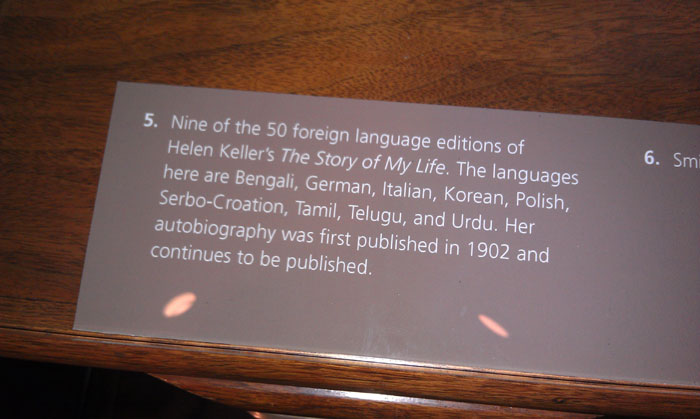 5. Nine of the 50 foreign language editions of
Helen Keller's The Story of My Life. The languages
here are Bengali, German, Italian, Korean, Polish,
Serbo-Croation, Tamil, Telugu, and Urdu. Her
autobiography was first published in 1902 and
continues to be published.
6.